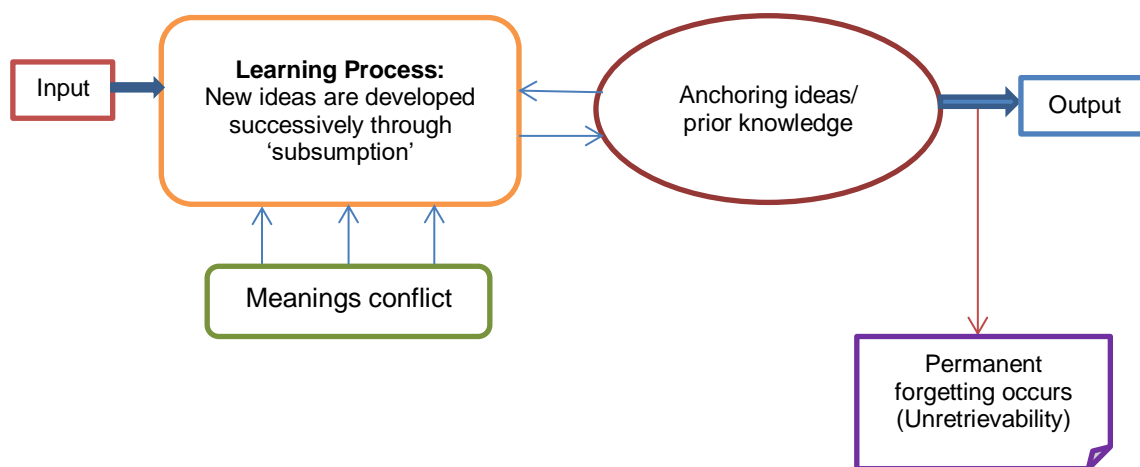 Input
Learning Process:
New ideas are developed
successively through
‘subsumption’
Anchoring ideas/
prior knowledge
Output
Meanings conflict
Permanent
forgetting occurs
(Unretrievability)